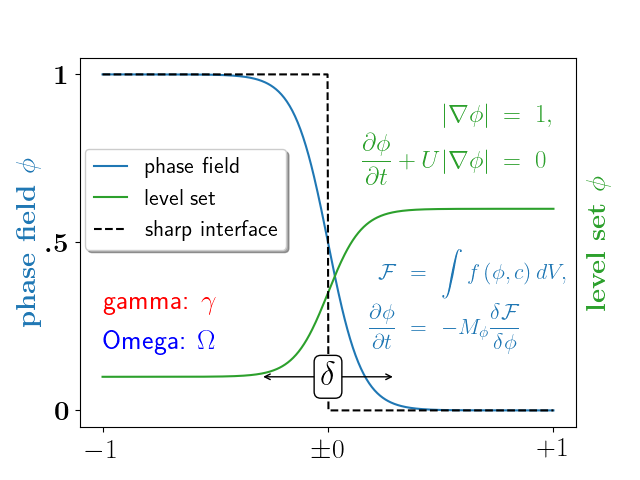 1
.5
0
phase field ϕ
|∇ϕ| = 1,
∂ϕ/∂t + U|∇ϕ| = 0
phase field
level set
sharp interface
ℱ = ∫ f (ϕ, c) dV,
∂ϕ/∂t = −M_ϕ δℱ/δϕ
gamma: γ
Omega: Ω
δ
level set ϕ
−1
±0
+1